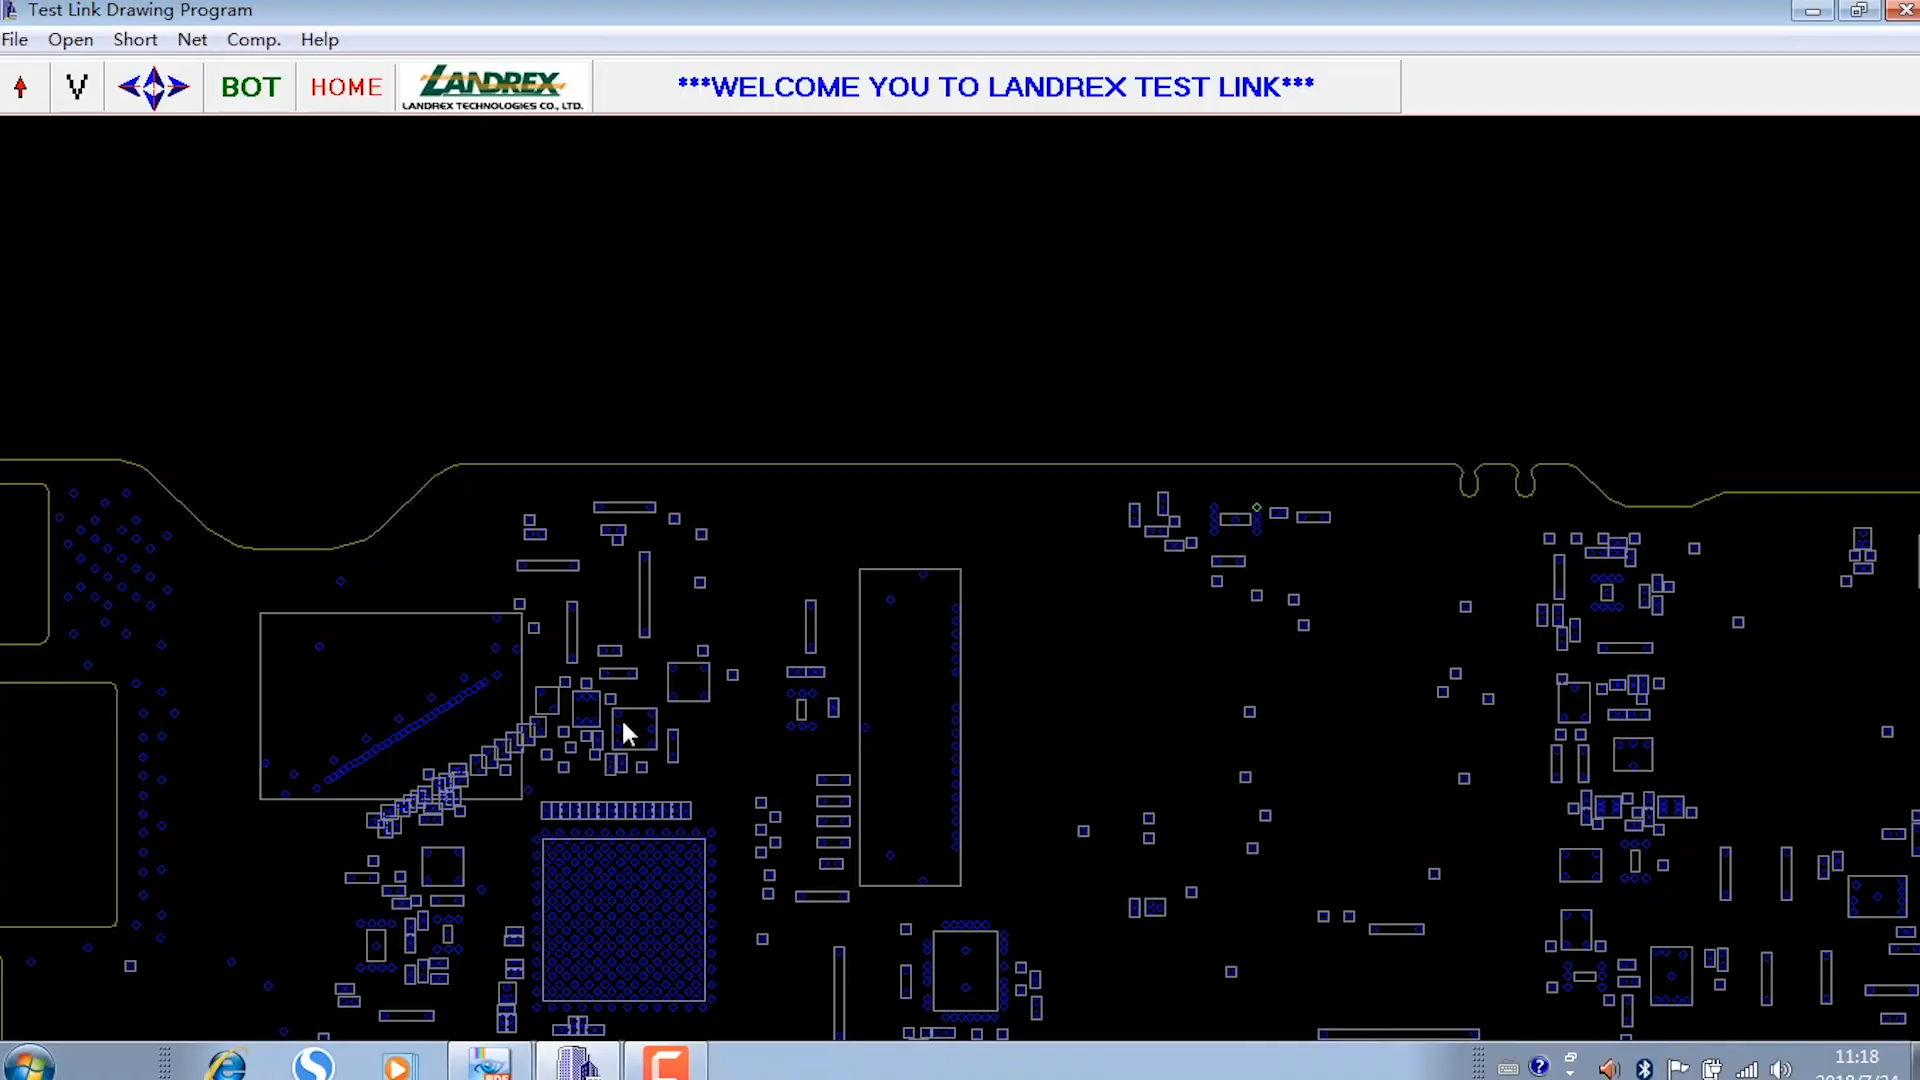 Test Link Drawing Program
File Open Short Net Comp. Help
V BOT HOME LANDREX ***WELCOME YOU TO LANDREX TEST LINK***
LANDREX TECHNOLOGIES CO., LTD.
11:18